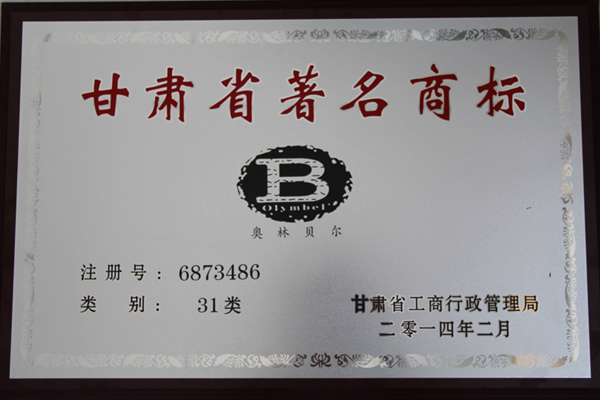 甘肃省著名商标
B
Olymbel
奥林贝尔
注册号：6873486
类别：31类
甘肃省工商行政管理局
二零一四年二月